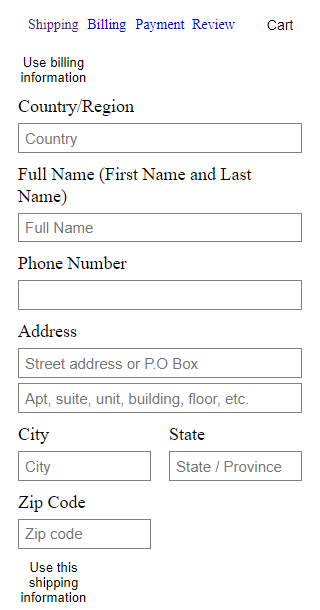 Shipping Billing Payment Review Cart
Use billing
information
Country/Region
Country
Full Name (First Name and Last
Name)
Full Name
Phone Number
Address
Street address or P.O Box
Apt, suite, unit, building, floor, etc.
City State
City State / Province
Zip Code
Zip code
Use this
shipping
information